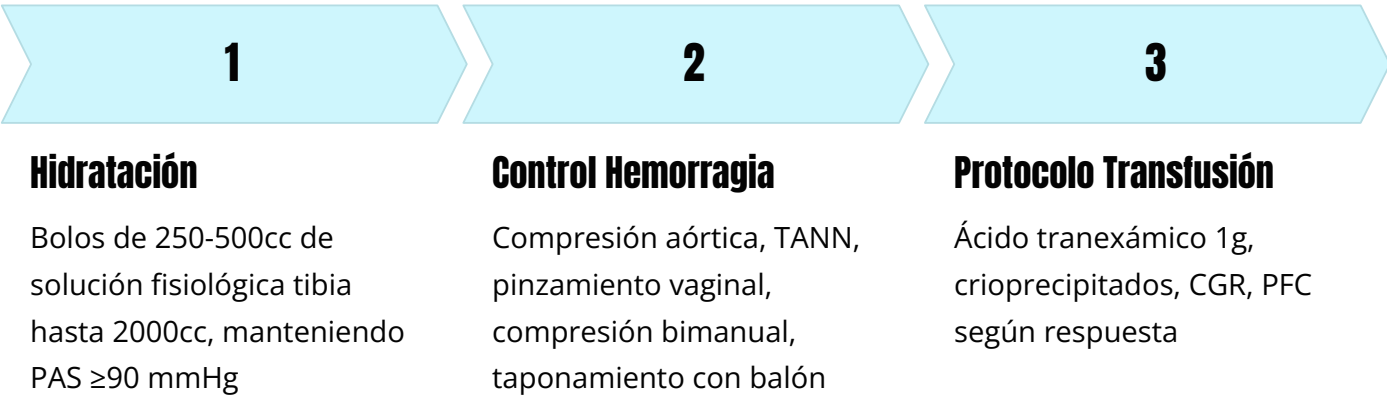 1
2
3
Hidratación
Bolos de 250-500cc de
solución fisiológica tibia
hasta 2000cc, manteniendo
PAS ≥90 mmHg
Control Hemorragia
Compresión aórtica, TANN,
pinzamiento vaginal,
compresión bimanual,
taponamiento con balón
Protocolo Transfusión
Ácido tranexámico 1g,
crioprecipitados, CGR, PFC
según respuesta